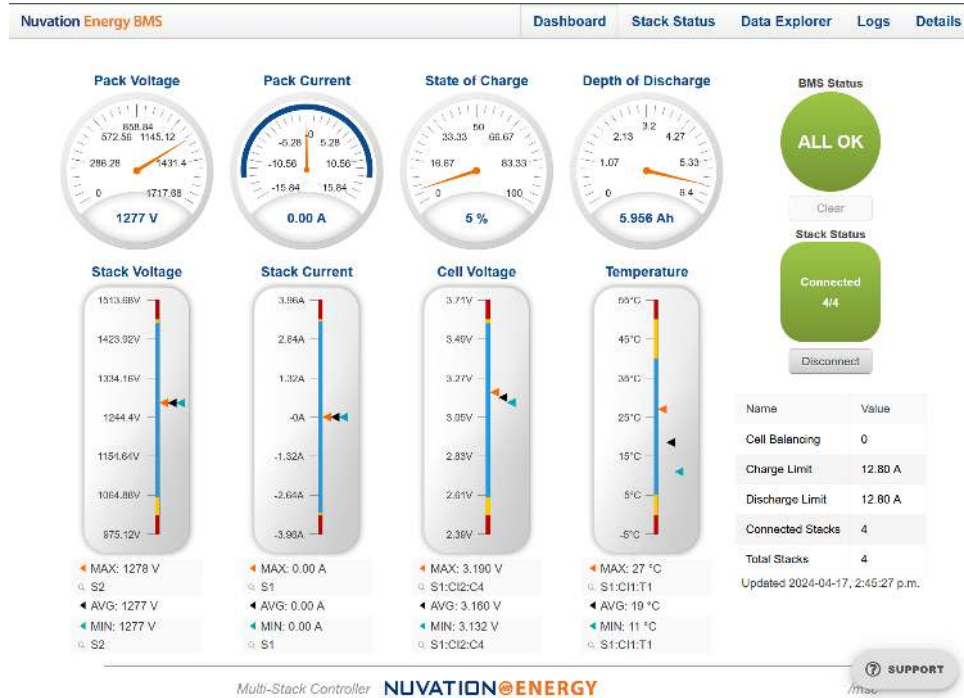 Nuvation Energy BMS
Dashboard Stack Status Data Explorer Logs Details
Pack Voltage
858.84
572.56 1145.12
286.28 1431.4
0 1717.68
1277 V
Pack Current
0
-5.28 5.28
-10.56 10.56
-15.84 15.84
0.00 A
State of Charge
50
33.33 66.67
16.67 83.33
0 100
5 %
Depth of Discharge
3.2
2.13 4.27
1.07 5.33
0 6.4
5.956 Ah
BMS Status
ALL OK
Clear
Stack Status
Connected
4/4
Disconnect
Stack Voltage
1513.68V
1423.92V
1334.16V
1244.4V
1154.64V
1064.88V
975.12V
MAX: 1278 V
S2
AVG: 1277 V
MIN: 1277 V
S2
Stack Current
3.96A
2.64A
1.32A
-0A
-1.32A
-2.64A
-3.96A
MAX: 0.00 A
S1
AVG: 0.00 A
MIN: 0.00 A
S1
Cell Voltage
3.71V
3.49V
3.27V
3.05V
2.83V
2.61V
2.39V
MAX: 3.190 V
S1:CI2:C4
AVG: 3.160 V
MIN: 3.132 V
S1:CI2:C4
Temperature
55°C
45°C
35°C
25°C
15°C
5°C
-5°C
MAX: 27 °C
S1:CI1:T1
AVG: 19 °C
MIN: 11 °C
S1:CI1:T1
Name Value
Cell Balancing 0
Charge Limit 12.80 A
Discharge Limit 12.80 A
Connected Stacks 4
Total Stacks 4
Updated 2024-04-17, 2:45:27 p.m.
SUPPORT
Multi-Stack Controller NUVATION ENERGY